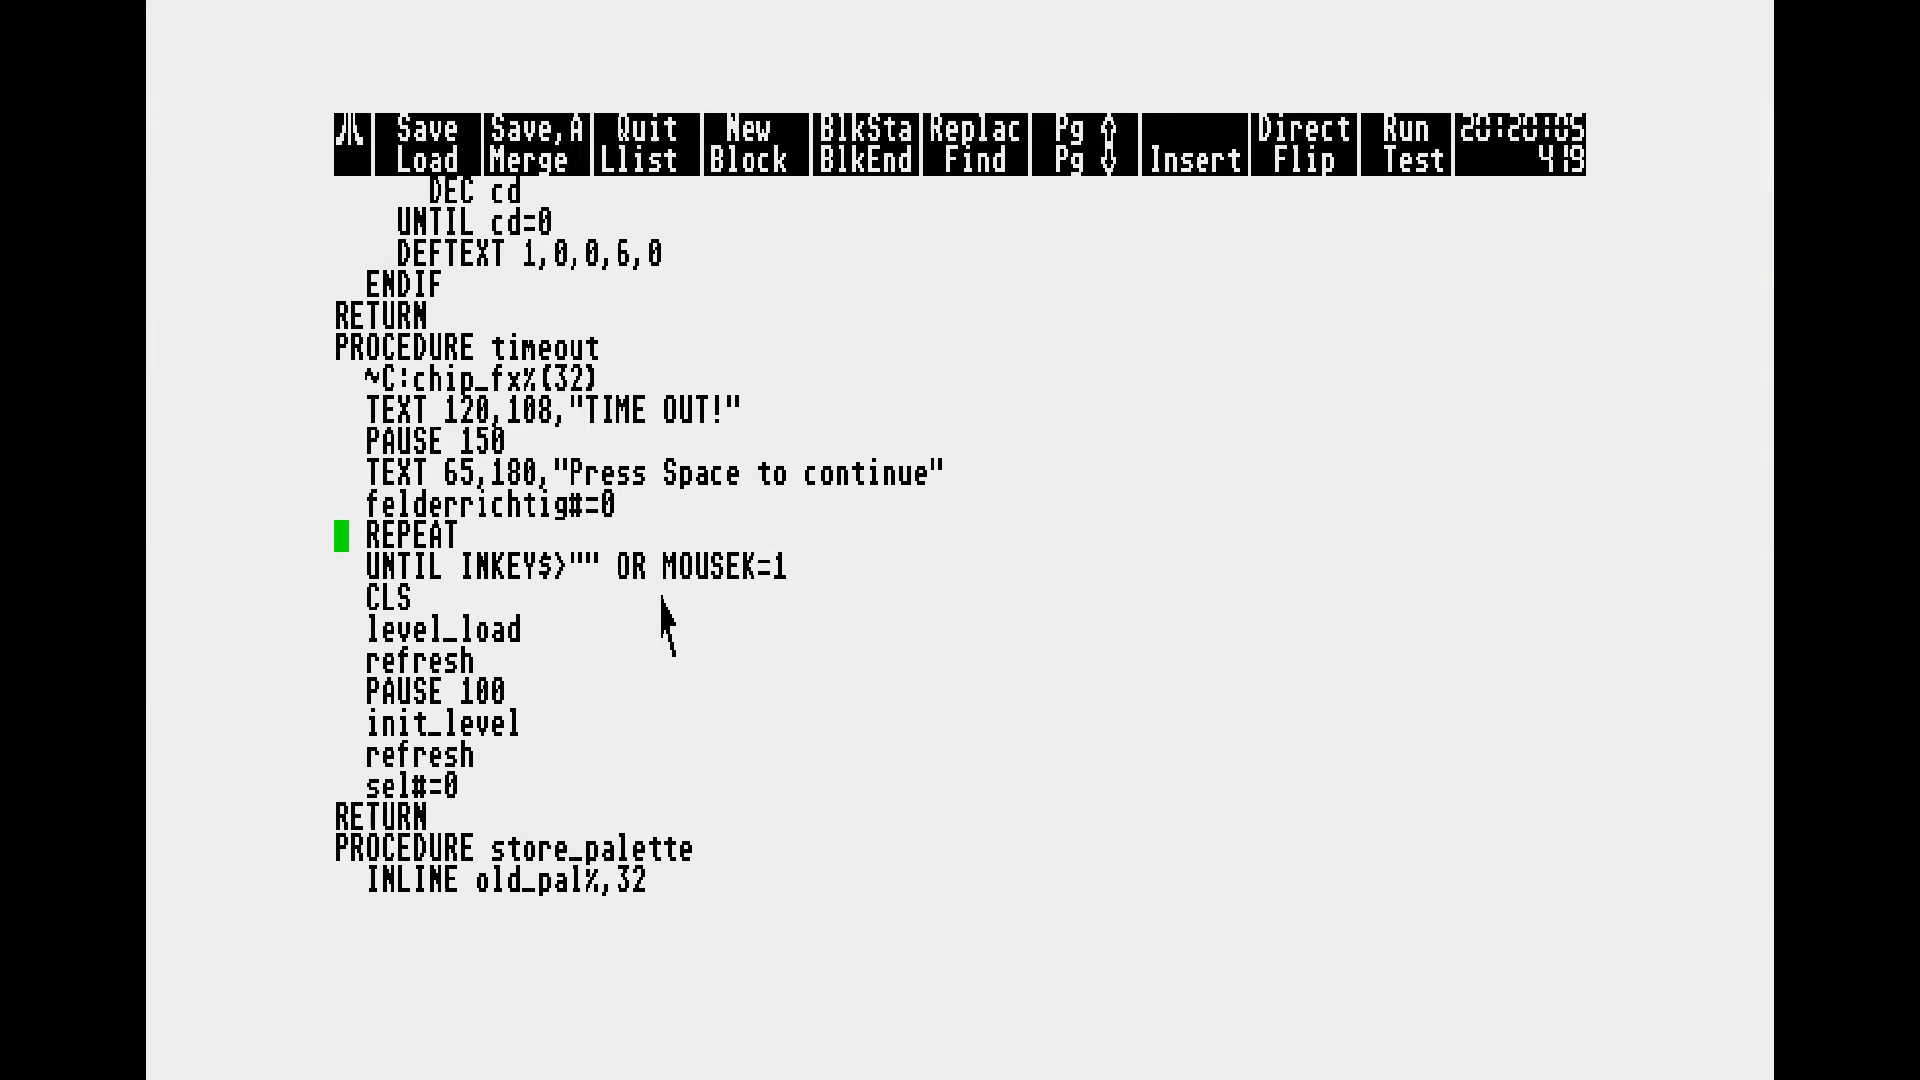 Save Save,A Quit New BlkSta Replac Pg ⇧ Direct Run 20:20:05
Load Merge Llist Block BlkEnd Find Pg ⇩ Insert Flip Test 419
DEC cd
UNTIL cd=0
DEFTEXT 1,0,0,6,0
ENDIF
RETURN
PROCEDURE timeout
~C:chip_fx%(32)
TEXT 120,108,"TIME OUT!"
PAUSE 150
TEXT 65,180,"Press Space to continue"
felderrichtig#=0
REPEAT
UNTIL INKEY$>"" OR MOUSEK=1
CLS
level_load
refresh
PAUSE 100
init_level
refresh
sel#=0
RETURN
PROCEDURE store_palette
INLINE old_pal%,32